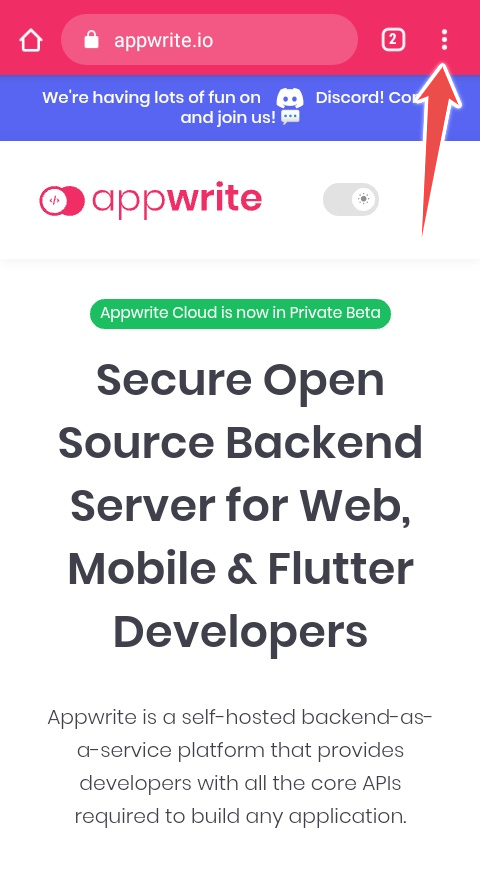 appwrite.io
2
We're having lots of fun on Discord!
and join us!
appwrite
Appwrite Cloud is now in Private Beta
Secure Open
Source Backend
Server for Web,
Mobile & Flutter
Developers
Appwrite is a self-hosted backend-as-
a-service platform that provides
developers with all the core APIs
required to build any application.